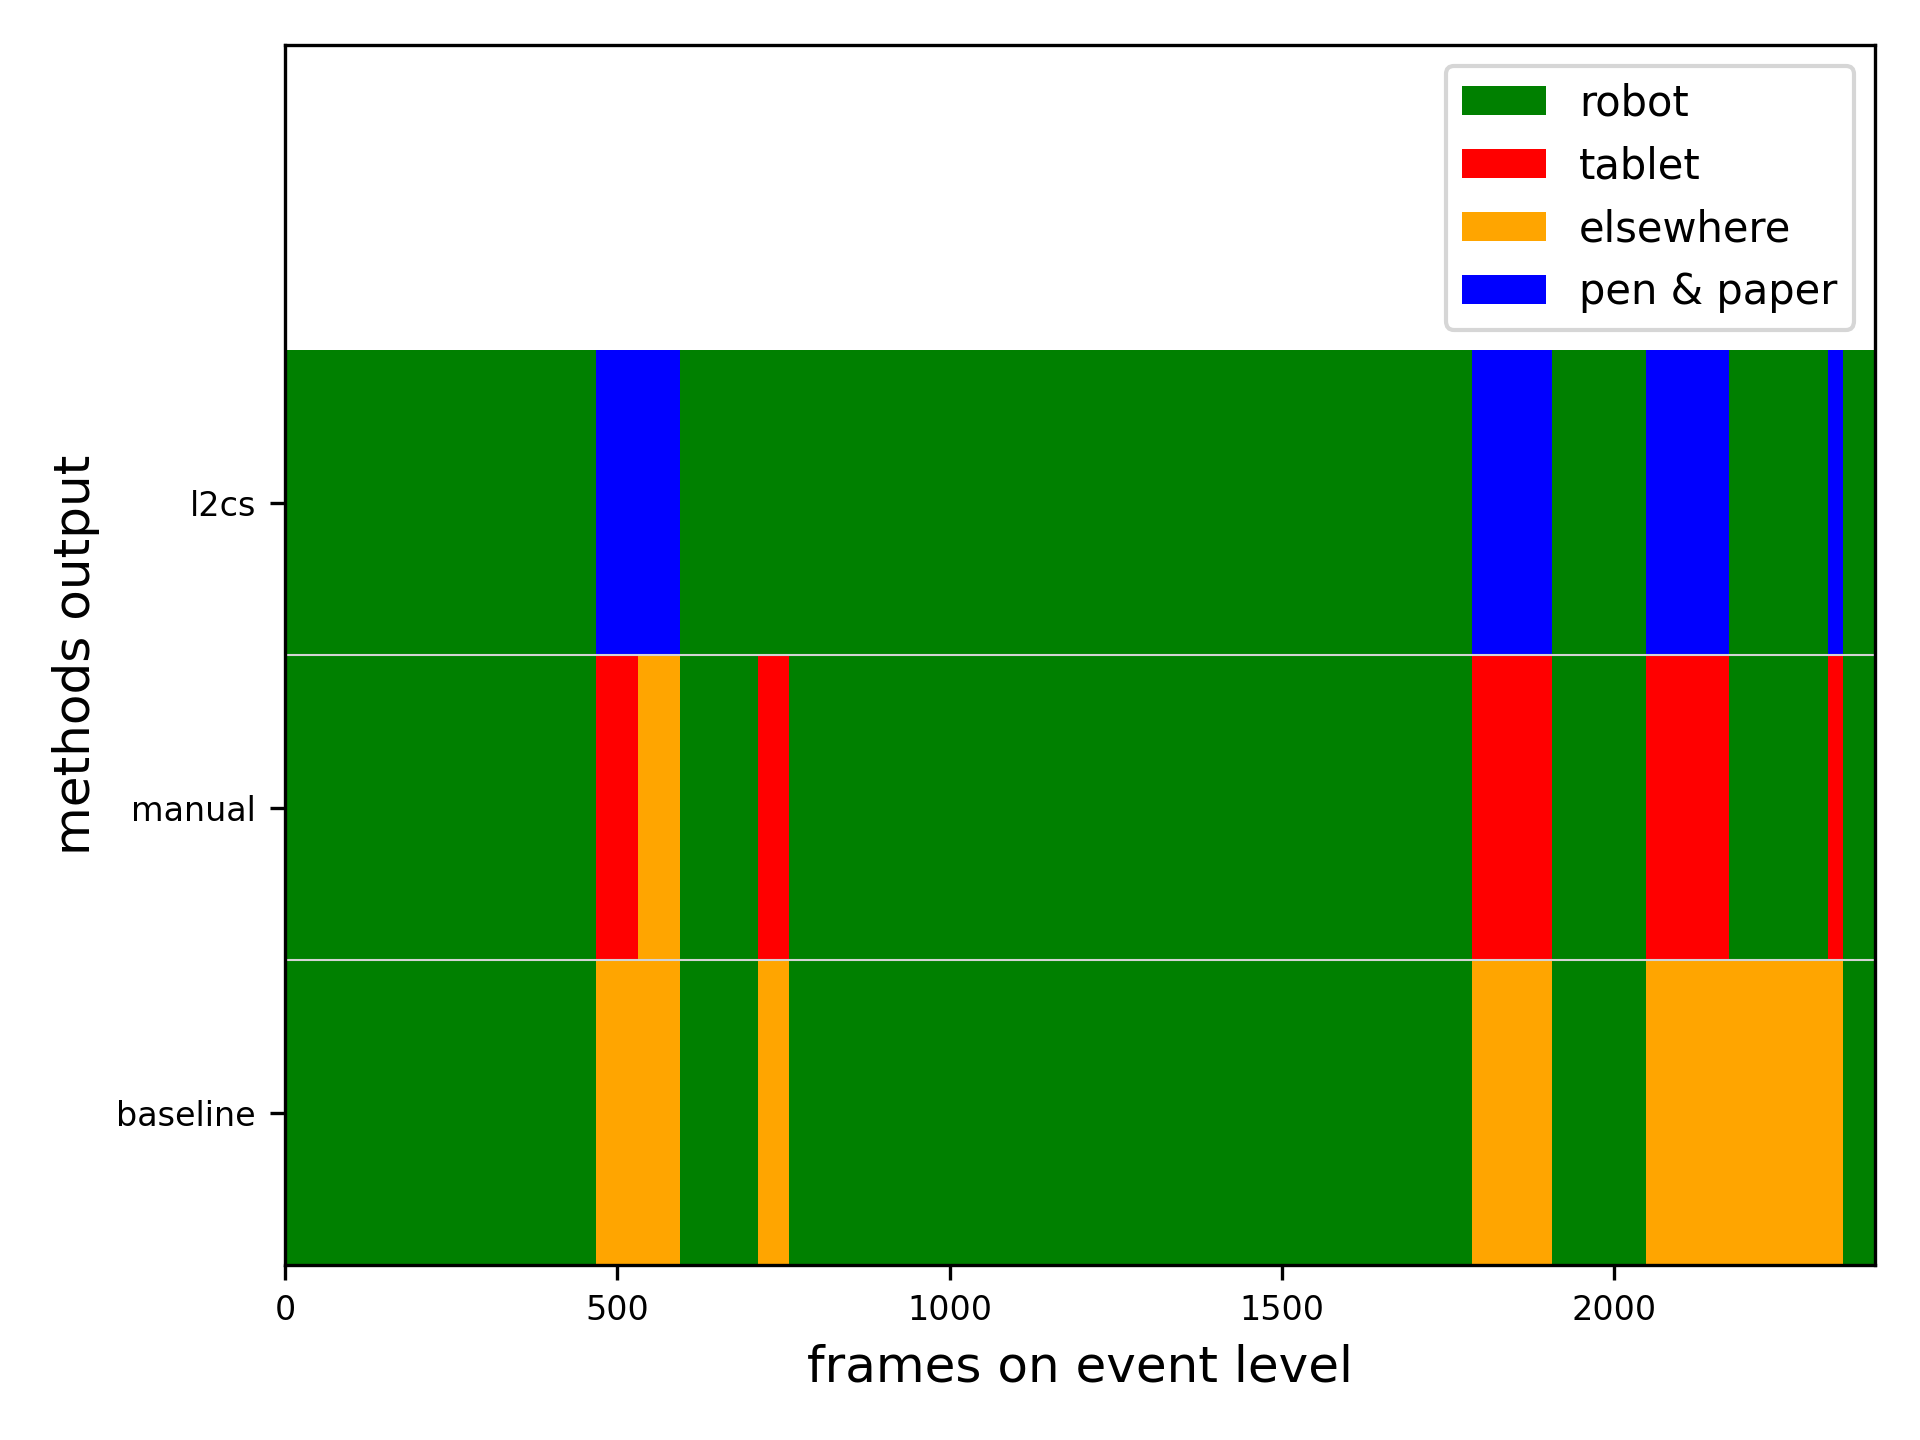 robot
tablet
elsewhere
pen & paper
methods output
l2cs
manual
baseline
0 500 1000 1500 2000
frames on event level